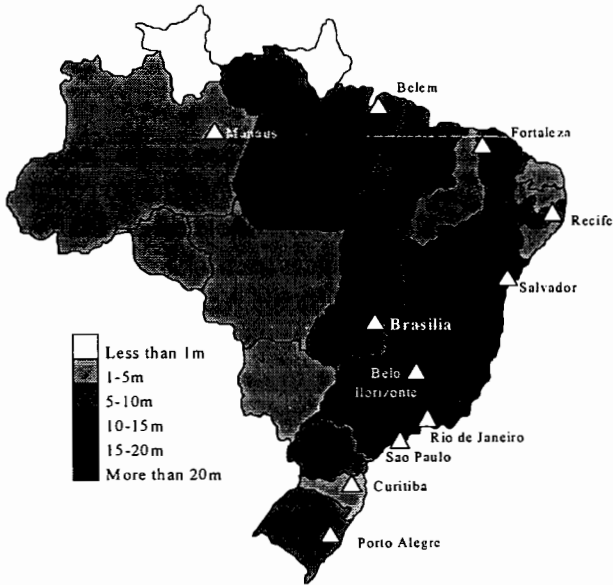 Belem
Manaus
Fortaleza
Recife
Salvador
Brasilia
Less than 1m
1-5m
5-10m
10-15m
15-20m
More than 20m
Belo
Horizonte
Rio de Janeiro
Sao Paulo
Curitiba
Porto Alegre